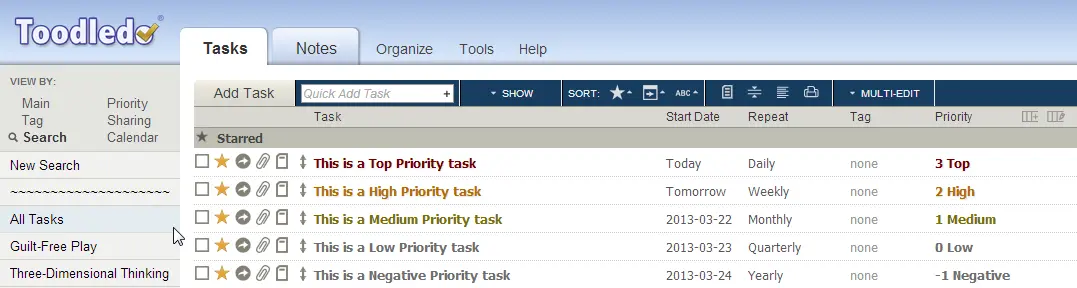 Toodledo
Tasks Notes Organize Tools Help
VIEW BY:
Main Priority
Tag Sharing
Search Calendar
New Search
~~~~~~~~~~~~~~~~~~~~
All Tasks
Guilt-Free Play
Three-Dimensional Thinking
Add Task Quick Add Task + SHOW SORT: ABC MULTI-EDIT
Task Start Date Repeat Tag Priority
Starred
This is a Top Priority task Today Daily none 3 Top
This is a High Priority task Tomorrow Weekly none 2 High
This is a Medium Priority task 2013-03-22 Monthly none 1 Medium
This is a Low Priority task 2013-03-23 Quarterly none 0 Low
This is a Negative Priority task 2013-03-24 Yearly none -1 Negative